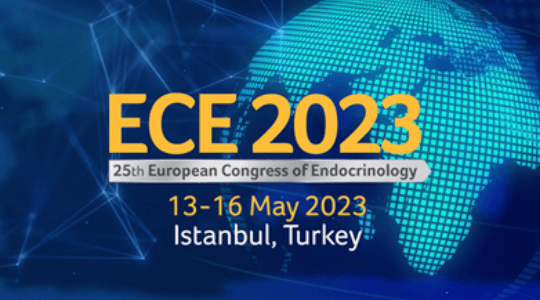 ECE 2023
25th European Congress of Endocrinology
13-16 May 2023
Istanbul, Turkey